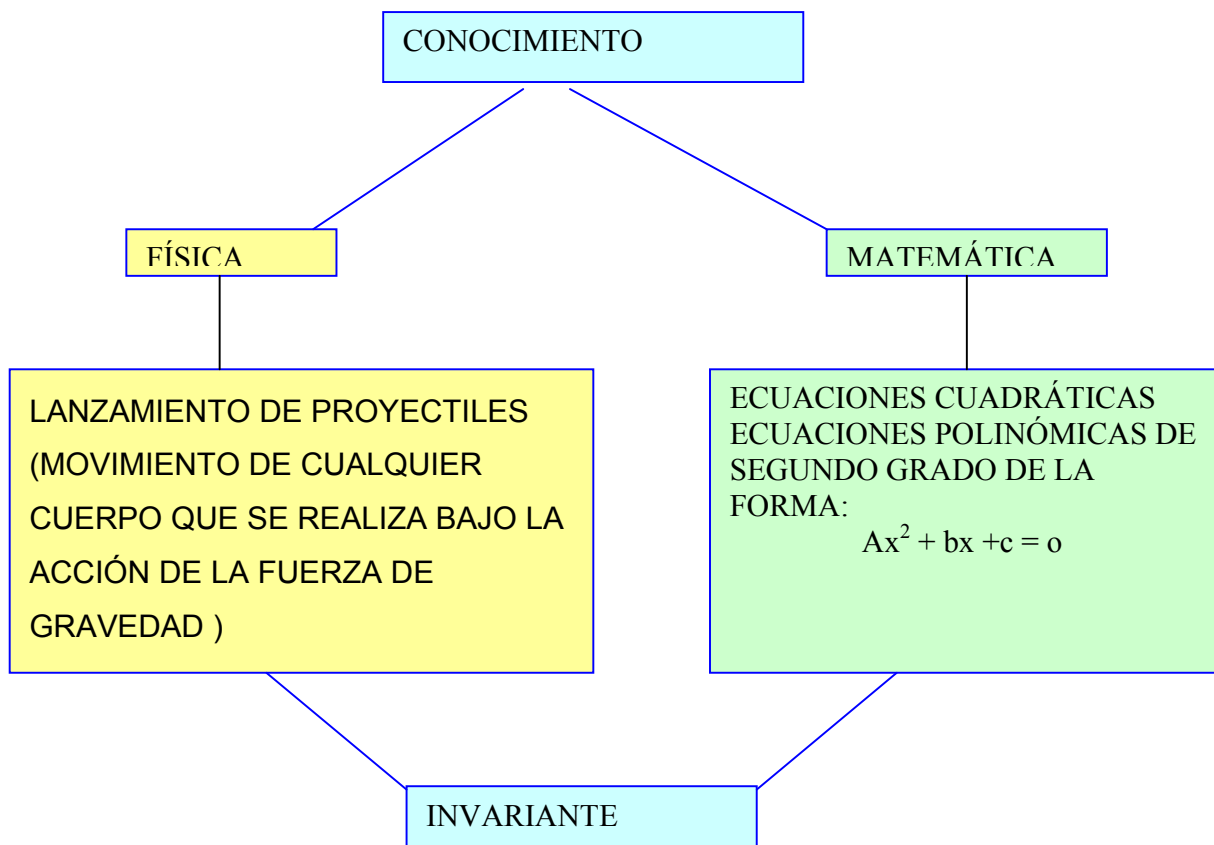 CONOCIMIENTO
FÍSICA
MATEMÁTICA
LANZAMIENTO DE PROYECTILES
(MOVIMIENTO DE CUALQUIER
CUERPO QUE SE REALIZA BAJO LA
ACCIÓN DE LA FUERZA DE
GRAVEDAD )
ECUACIONES CUADRÁTICAS
ECUACIONES POLINÓMICAS DE
SEGUNDO GRADO DE LA
FORMA:
Ax² + bx +c = o
INVARIANTE